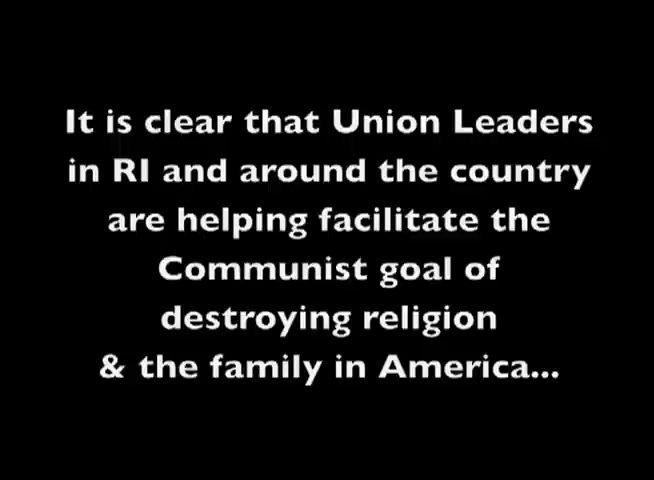 It is clear that Union Leaders
in RI and around the country
are helping facilitate the
Communist goal of
destroying religion
& the family in America...